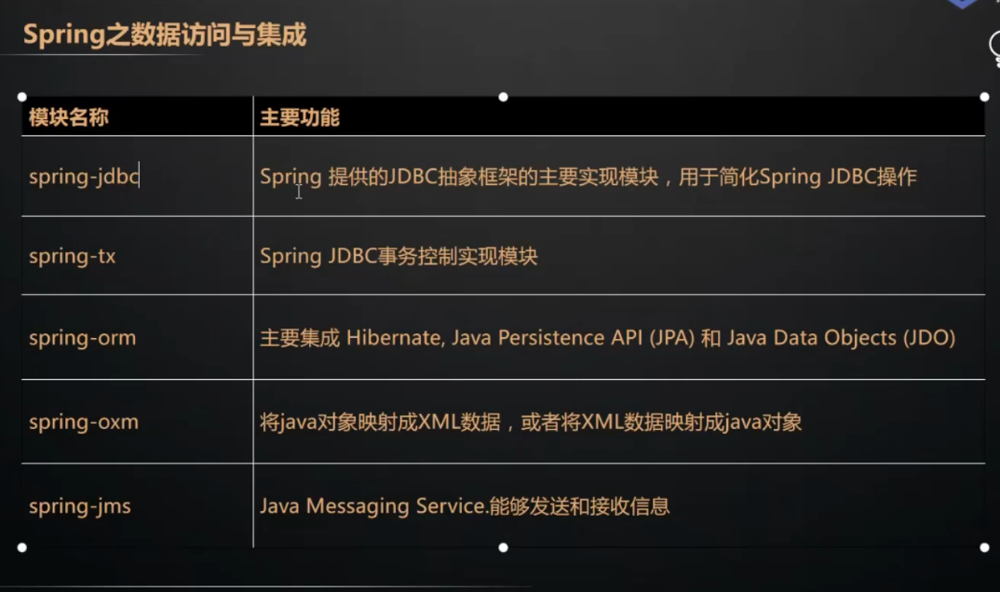 Spring之数据访问与集成
模块名称 主要功能
spring-jdbc Spring 提供的JDBC抽象框架的主要实现模块，用于简化Spring JDBC操作
spring-tx Spring JDBC事务控制实现模块
spring-orm 主要集成 Hibernate, Java Persistence API (JPA) 和 Java Data Objects (JDO)
spring-oxm 将java对象映射成XML数据，或者将XML数据映射成java对象
spring-jms Java Messaging Service.能够发送和接收信息